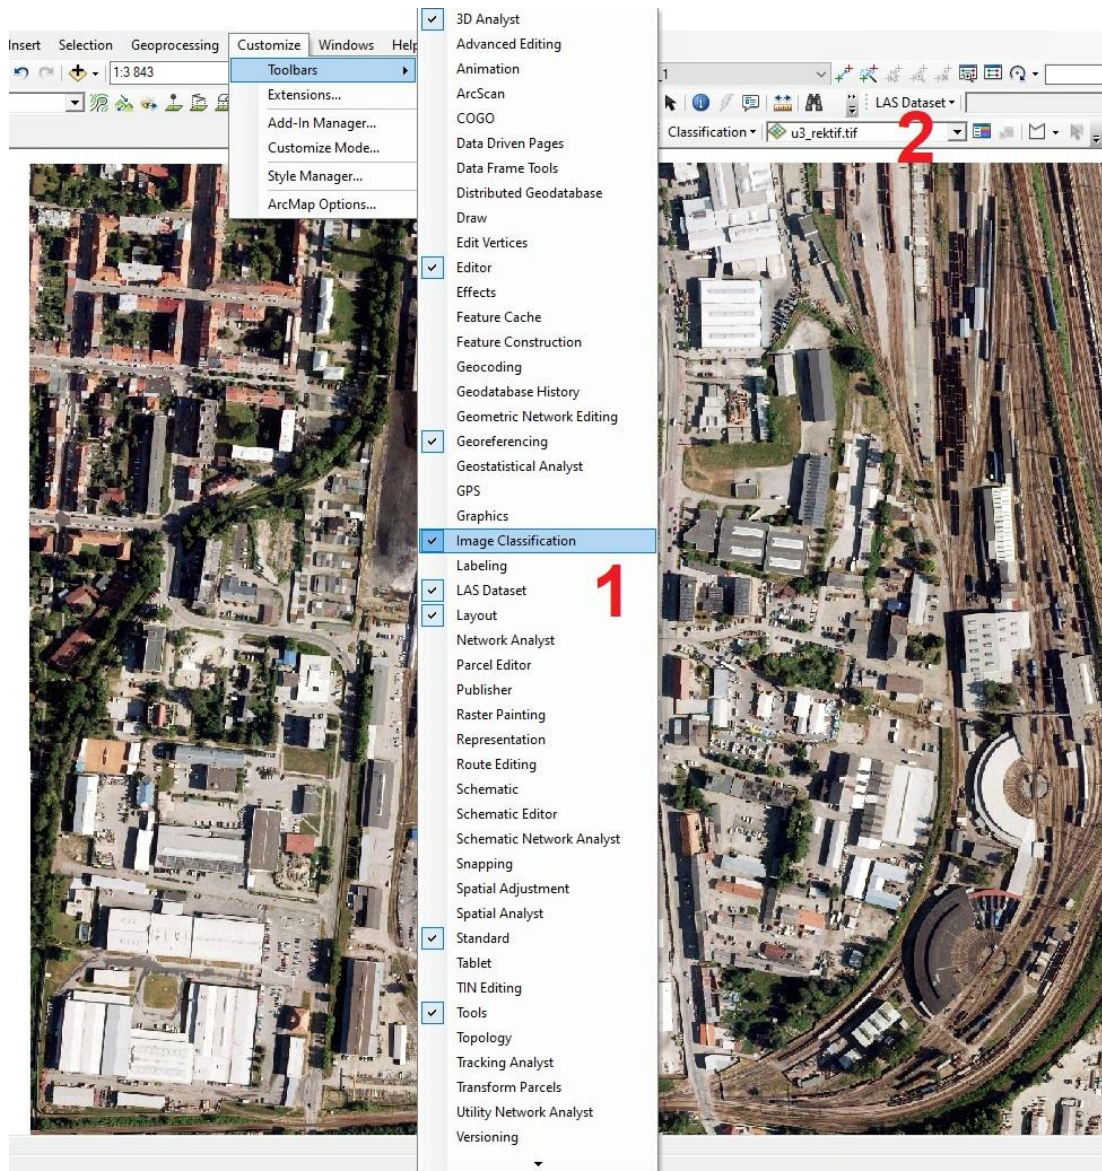 Insert Selection Geoprocessing Customize Windows Help
1:3 843
_1
LAS Dataset
Classification
u3_rektif.tif
2
Toolbars
Extensions...
Add-In Manager...
Customize Mode...
Style Manager...
ArcMap Options...
3D Analyst
Advanced Editing
Animation
ArcScan
COGO
Data Driven Pages
Data Frame Tools
Distributed Geodatabase
Draw
Edit Vertices
Editor
Effects
Feature Cache
Feature Construction
Geocoding
Geodatabase History
Geometric Network Editing
Georeferencing
Geostatistical Analyst
GPS
Graphics
Image Classification
1
Labeling
LAS Dataset
Layout
Network Analyst
Parcel Editor
Publisher
Raster Painting
Representation
Route Editing
Schematic
Schematic Editor
Schematic Network Analyst
Snapping
Spatial Adjustment
Spatial Analyst
Standard
Tablet
TIN Editing
Tools
Topology
Tracking Analyst
Transform Parcels
Utility Network Analyst
Versioning